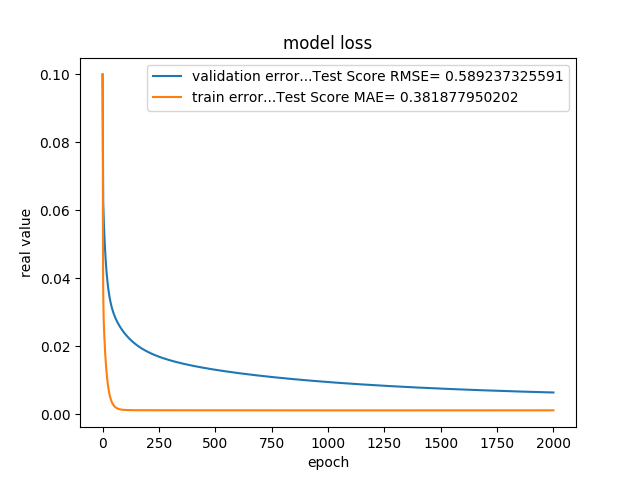 model loss
validation error...Test Score RMSE= 0.589237325591
train error...Test Score MAE= 0.381877950202
real value
0.10
0.08
0.06
0.04
0.02
0.00
0 250 500 750 1000 1250 1500 1750 2000
epoch